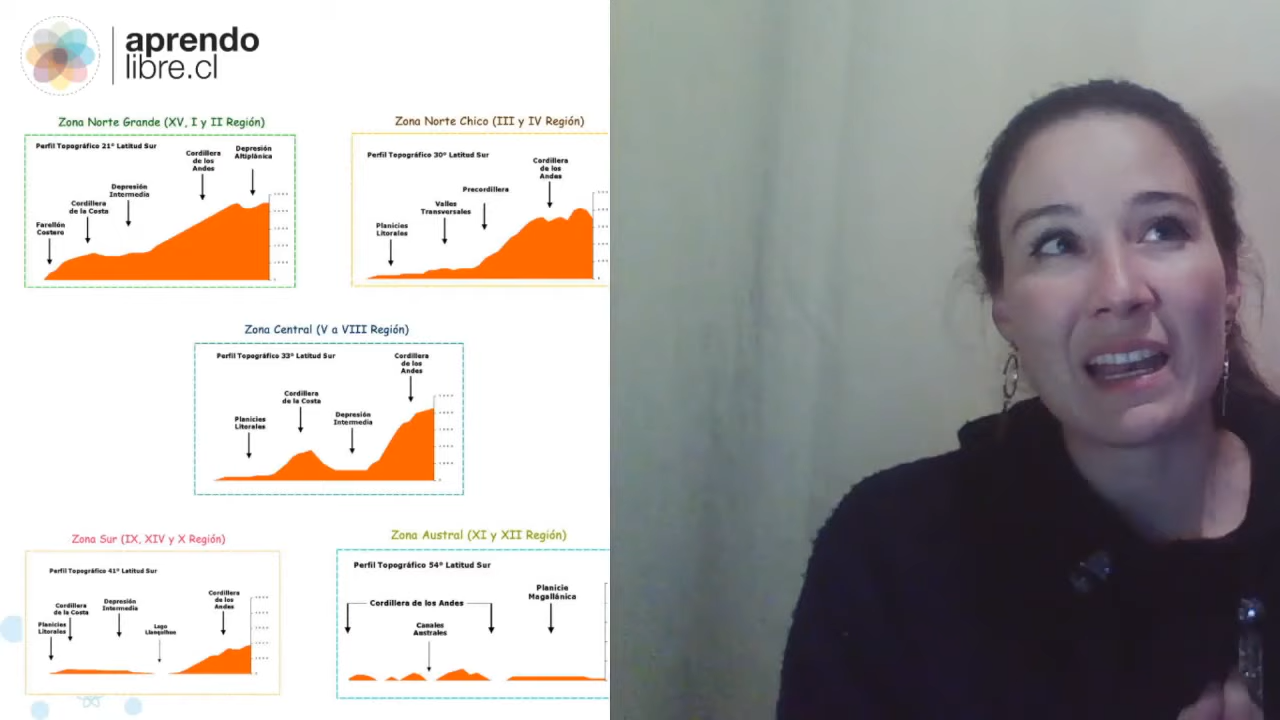 aprendo
libre.cl
Zona Norte Grande (XV, I y II Región)
Perfil Topográfico 21° Latitud Sur
Farellón
Costero
Cordillera
de la Costa
Depresión
Intermedia
Cordillera
de los
Andes
Depresión
Altiplánica
Zona Norte Chico (III y IV Región)
Perfil Topográfico 30° Latitud Sur
Planicies
Litorales
Valles
Transversales
Precordillera
Cordillera
de los
Andes
Zona Central (V a VIII Región)
Perfil Topográfico 33° Latitud Sur
Planicies
Litorales
Cordillera
de la Costa
Depresión
Intermedia
Cordillera
de los
Andes
Zona Sur (IX, XIV y X Región)
Perfil Topográfico 41° Latitud Sur
Planicies
Litorales
Cordillera
de la Costa
Depresión
Intermedia
Lago
Llanquihue
Cordillera
de los
Andes
Zona Austral (XI y XII Región)
Perfil Topográfico 54° Latitud Sur
Cordillera de los Andes
Canales
Australes
Planicie
Magallánica